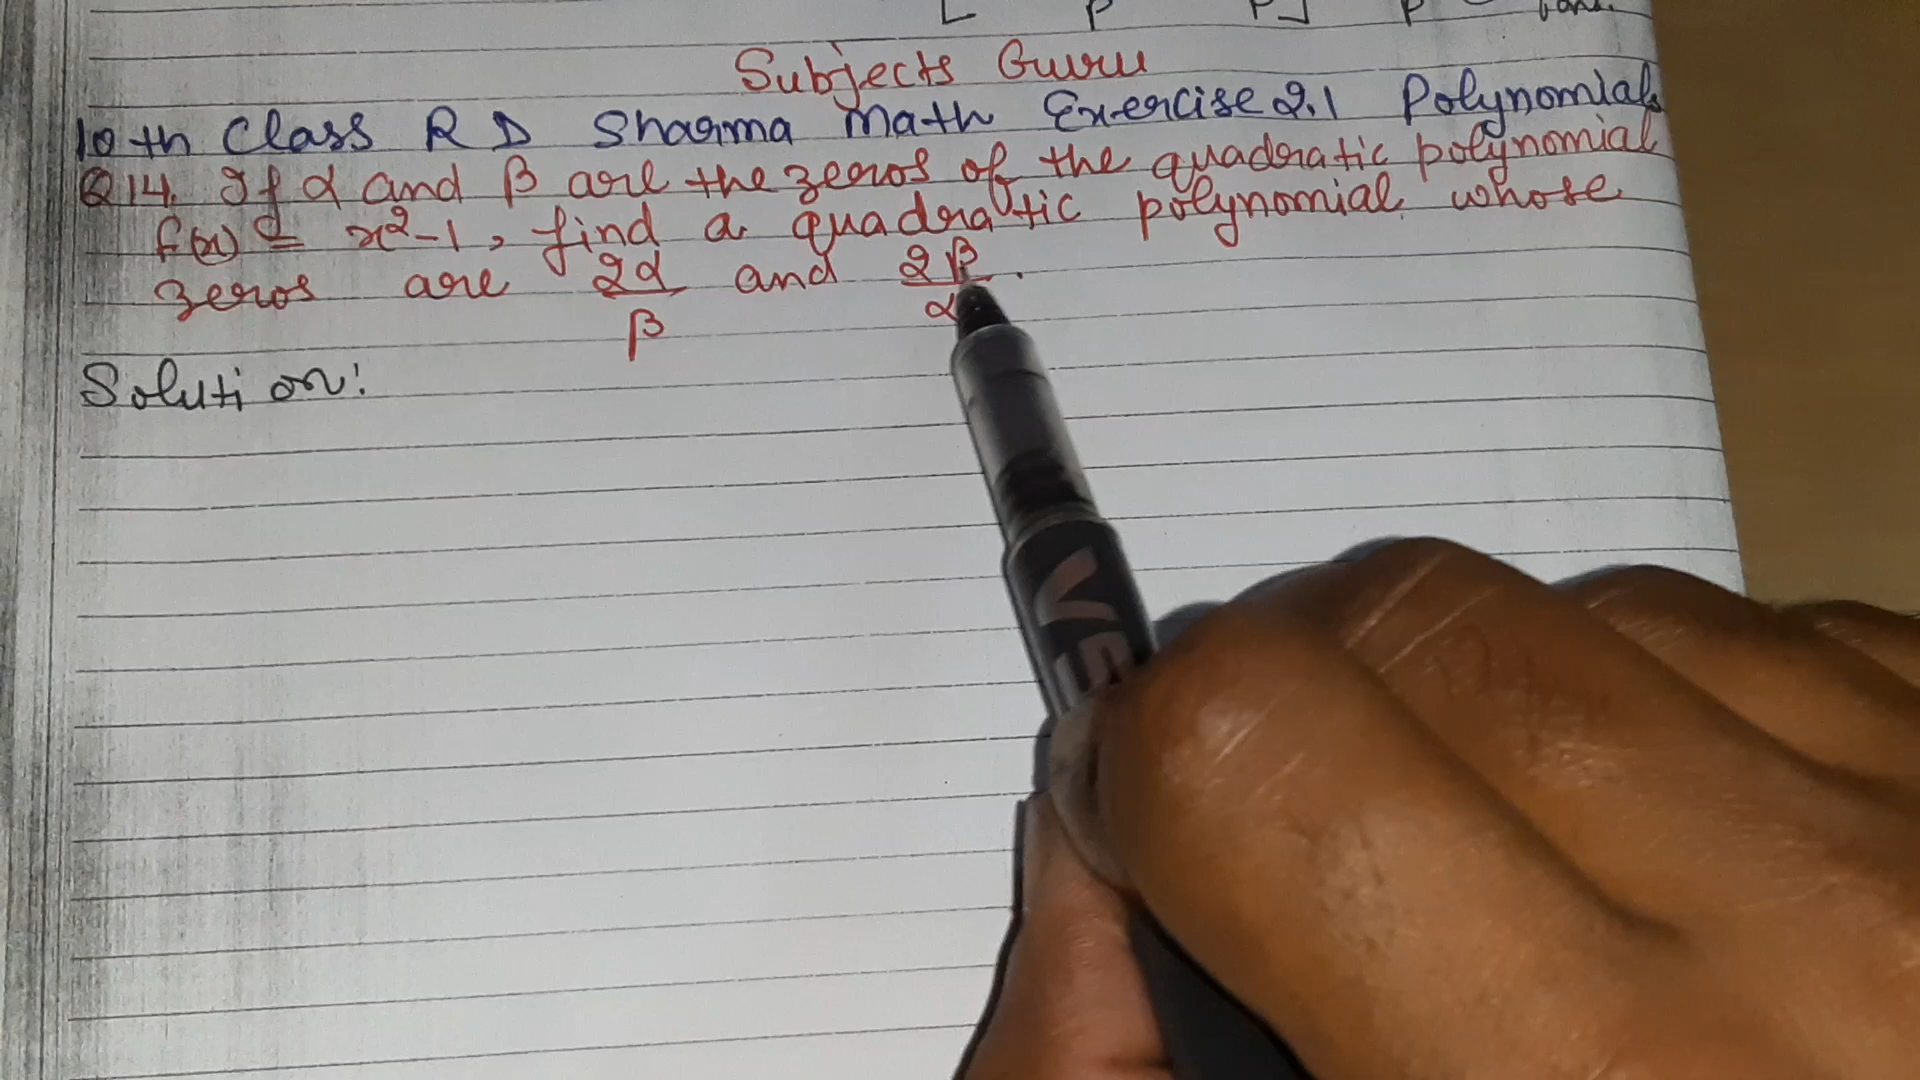 Subjects Guru
10th Class R D Sharma Math Exercise 2.1 Polynomials
Q14. If α and β are the zeros of the quadratic polynomial
f(x) = x²-1, find a quadratic polynomial whose
zeros are 2α/β and 2β/α.
Solution:
V5